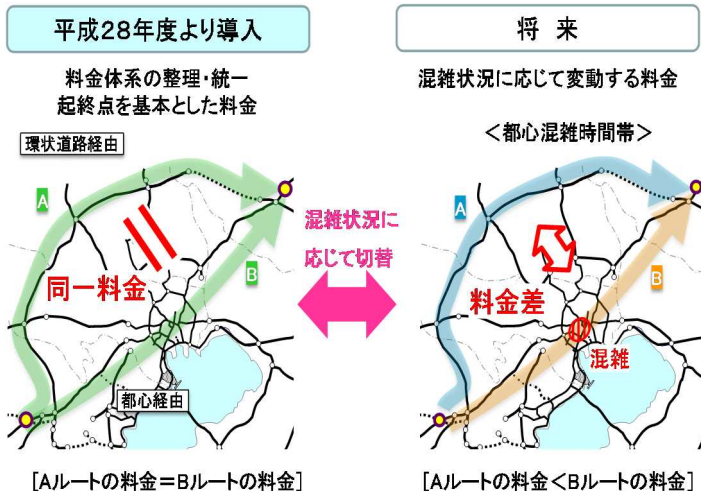 平成28年度より導入
料金体系の整理・統一
起終点を基本とした料金
環状道路経由
A
B
同一料金
都心経由
[Aルートの料金=Bルートの料金]
混雑状況に
応じて切替
将 来
混雑状況に応じて変動する料金
<都心混雑時間帯>
A
B
料金差
混雑
[Aルートの料金<Bルートの料金]